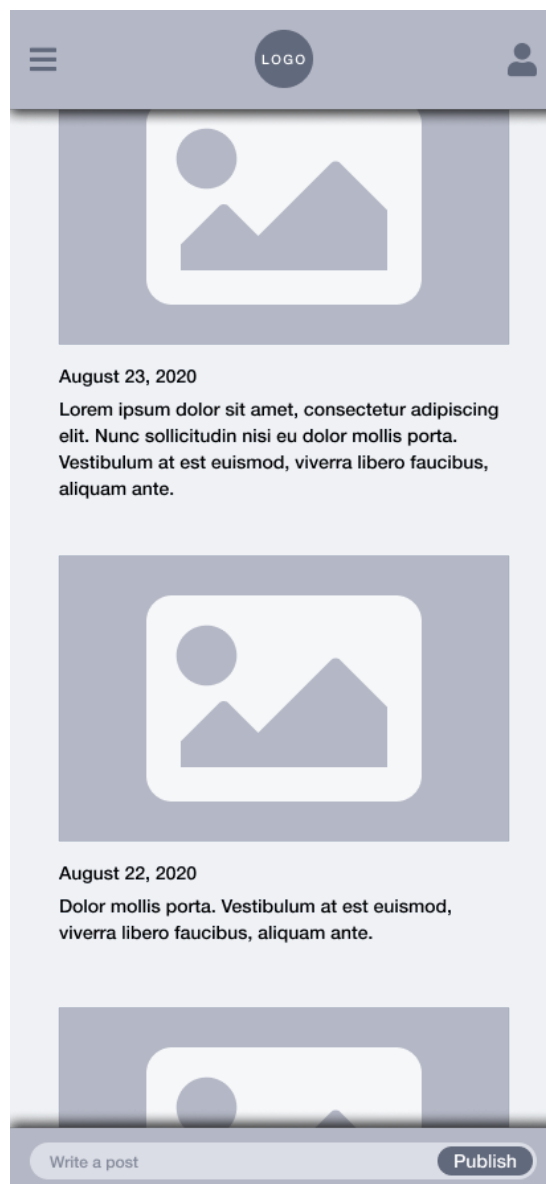 LOGO
August 23, 2020
Lorem ipsum dolor sit amet, consectetur adipiscing
elit. Nunc sollicitudin nisi eu dolor mollis porta.
Vestibulum at est euismod, viverra libero faucibus,
aliquam ante.
August 22, 2020
Dolor mollis porta. Vestibulum at est euismod,
viverra libero faucibus, aliquam ante.
Write a post
Publish